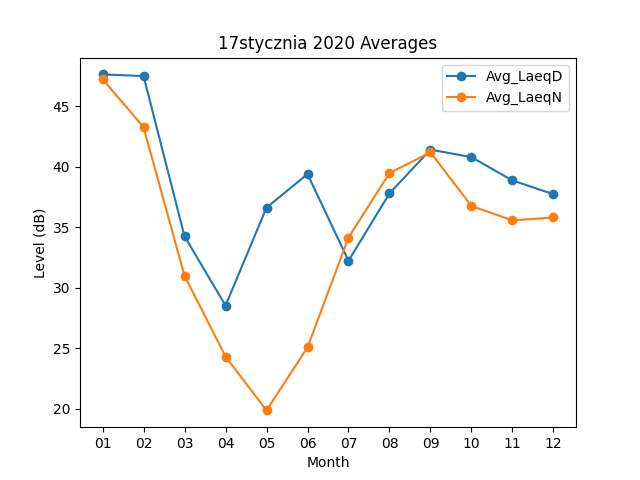 17stycznia 2020 Averages
Avg_LaeqD
Avg_LaeqN
Level (dB)
45
40
35
30
25
20
01 02 03 04 05 06 07 08 09 10 11 12
Month